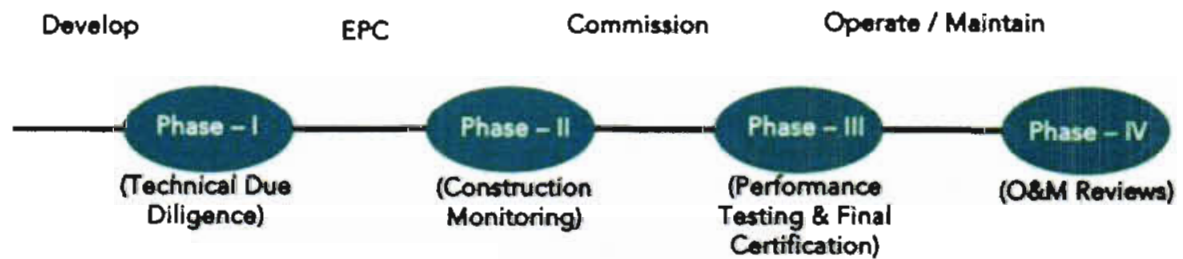 Develop EPC Commission Operate / Maintain
Phase – I Phase – II Phase – III Phase – IV
(Technical Due (Construction (Performance (O&M Reviews)
Diligence) Monitoring) Testing & Final
Certification)